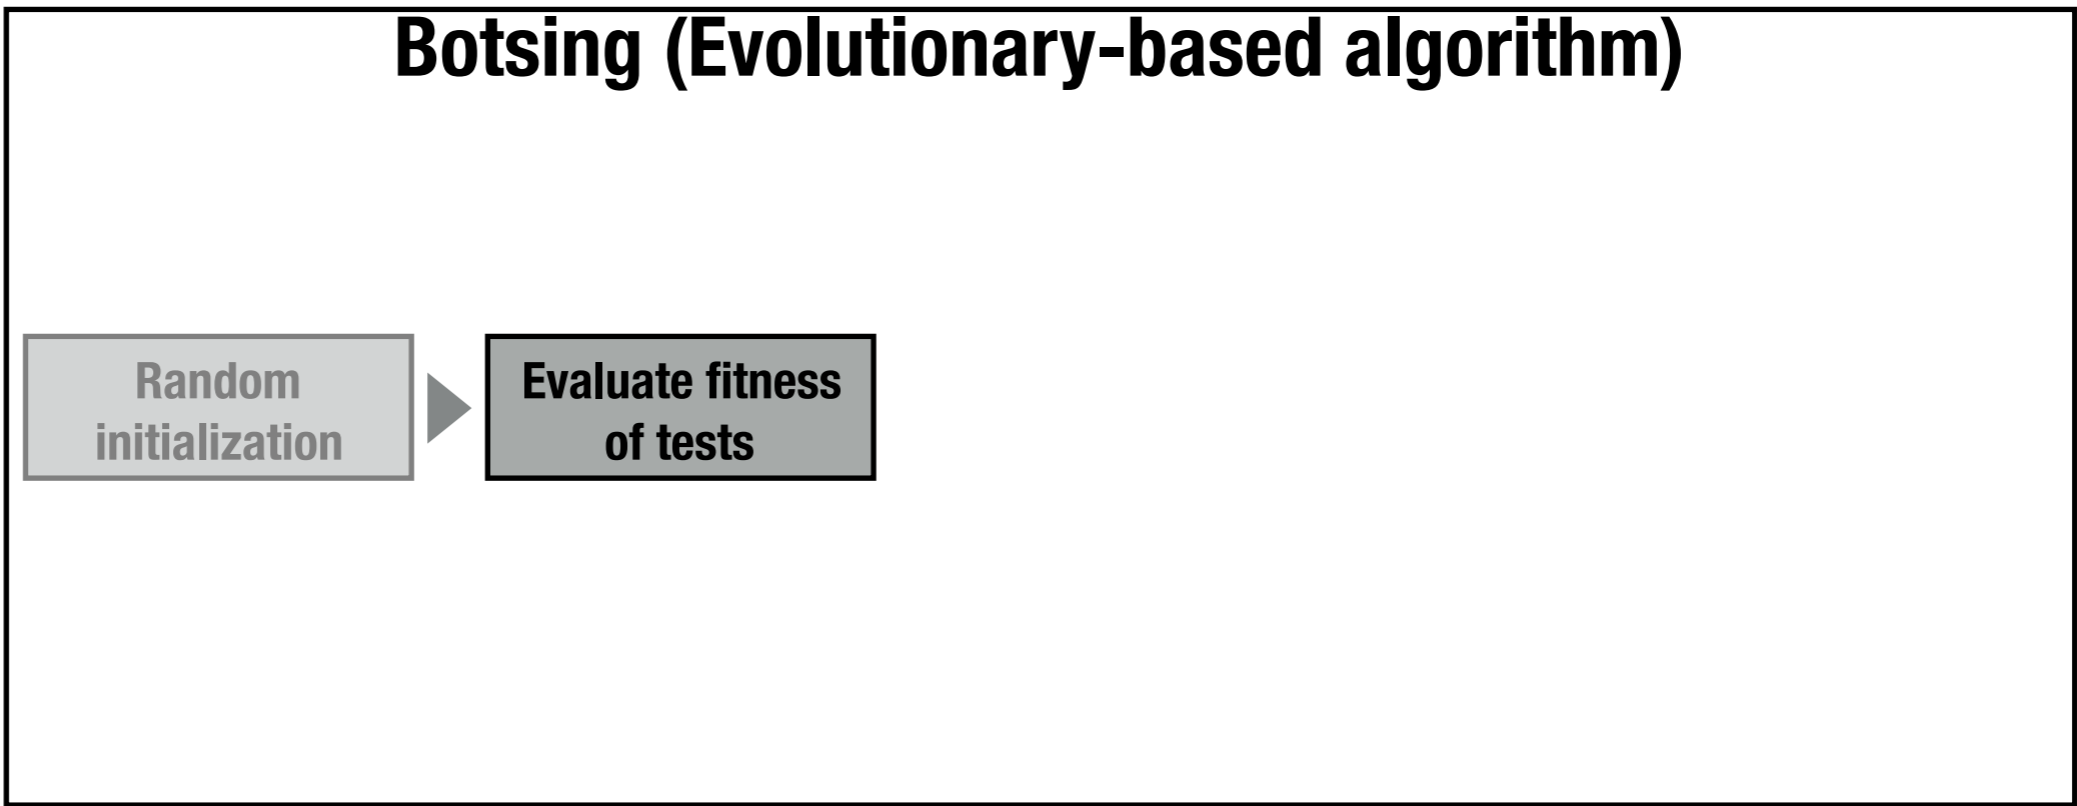 Botsing (Evolutionary-based algorithm)
Random
initialization
Evaluate fitness
of tests